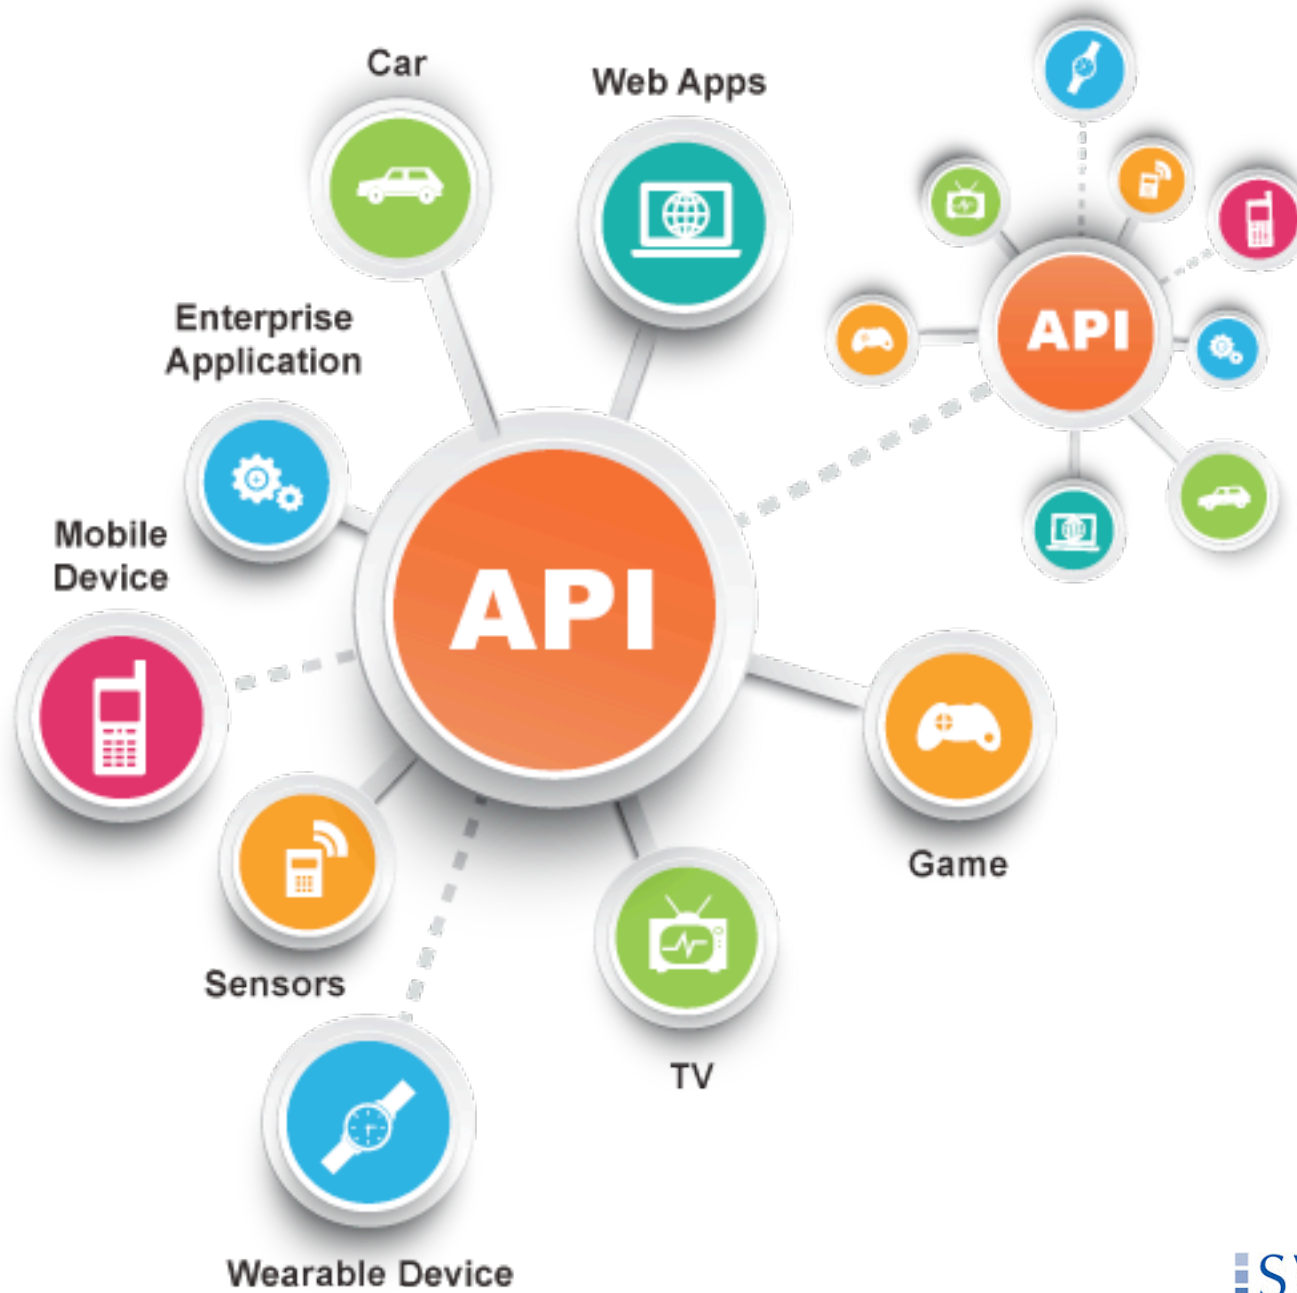 Car
Web Apps
Enterprise
Application
API
Mobile
Device
API
Game
Sensors
TV
Wearable Device